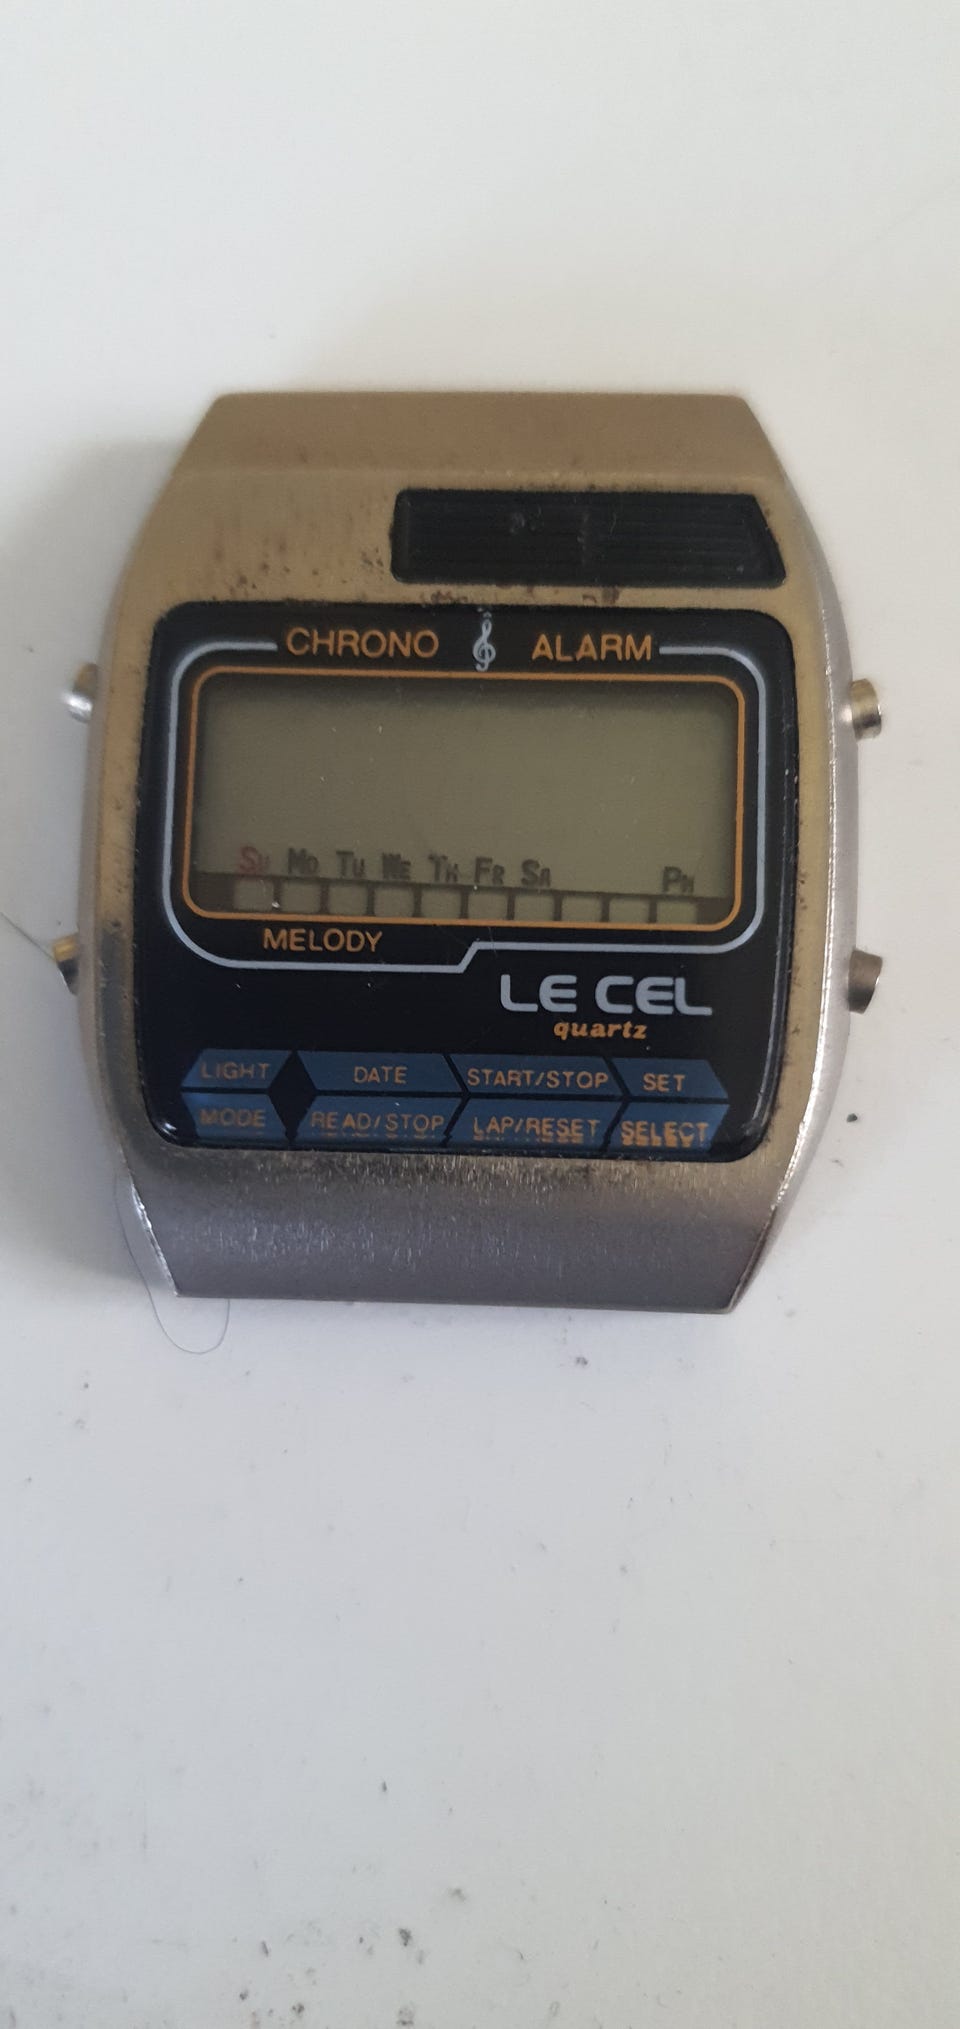 CHRONO ALARM
Su Mo Tu We Th Fr Sa Pm
MELODY
LE CEL
quartz
LIGHT DATE START/STOP SET
MODE READ/STOP LAP/RESET SELECT